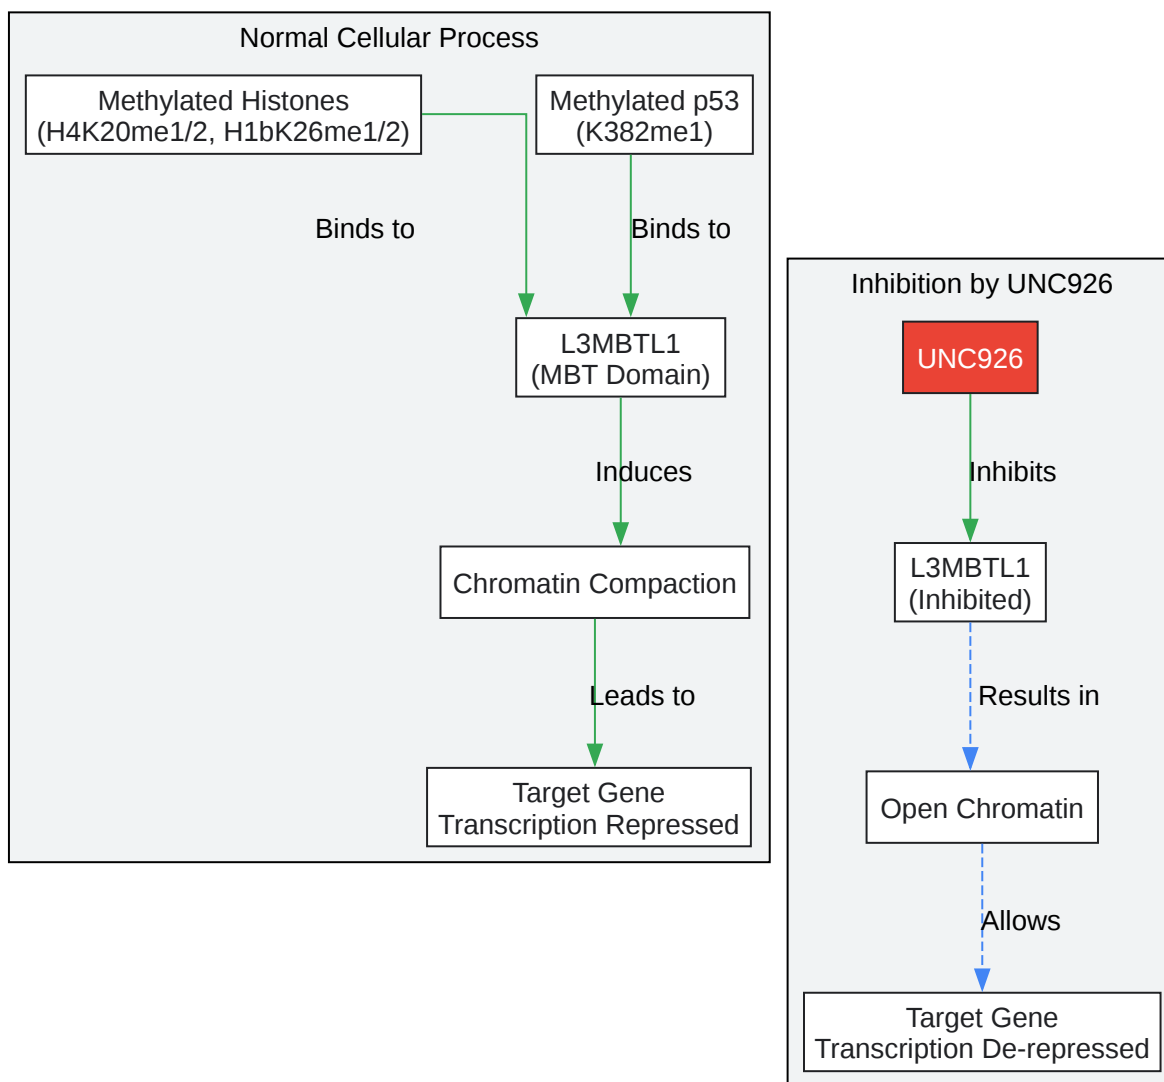 Normal Cellular Process
Methylated Histones
(H4K20me1/2, H1bK26me1/2)
Methylated p53
(K382me1)
Binds to
Binds to
L3MBTL1
(MBT Domain)
Induces
Chromatin Compaction
Leads to
Target Gene
Transcription Repressed
Inhibition by UNC926
UNC926
Inhibits
L3MBTL1
(Inhibited)
Results in
Open Chromatin
Allows
Target Gene
Transcription De-repressed